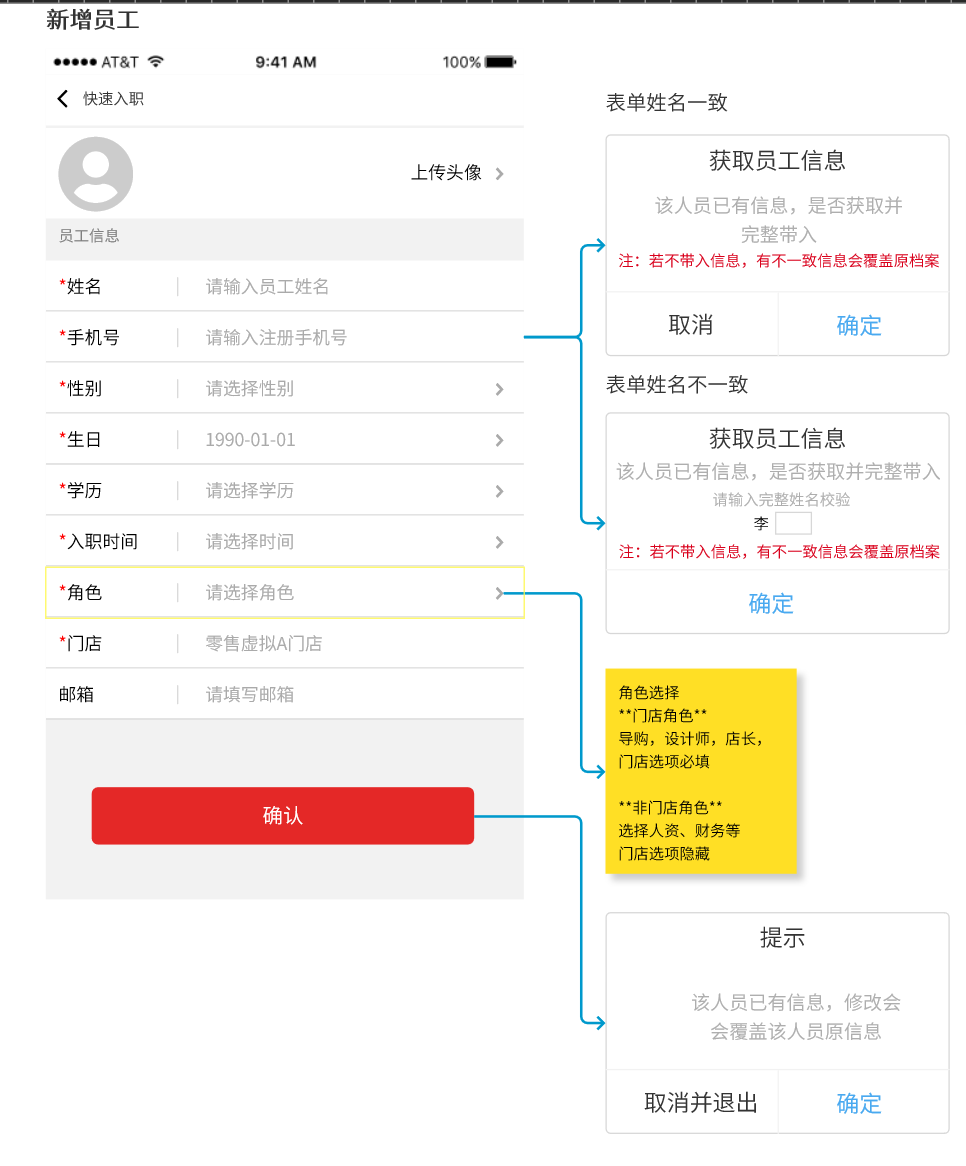 新增员工
AT&T 9:41 AM 100%
快速入职
上传头像
员工信息
*姓名 请输入员工姓名
*手机号 请输入注册手机号
*性别 请选择性别
*生日 1990-01-01
*学历 请选择学历
*入职时间 请选择时间
*角色 请选择角色
*门店 零售虚拟A门店
邮箱 请填写邮箱
确认
表单姓名一致
获取员工信息
该人员已有信息，是否获取并
完整带入
注：若不带入信息，有不一致信息会覆盖原档案
取消 确定
表单姓名不一致
获取员工信息
该人员已有信息，是否获取并完整带入
请输入完整姓名校验
李
注：若不带入信息，有不一致信息会覆盖原档案
确定
角色选择
**门店角色**
导购，设计师，店长，
门店选项必填
**非门店角色**
选择人资、财务等
门店选项隐藏
提示
该人员已有信息，修改会
会覆盖该人员原信息
取消并退出 确定